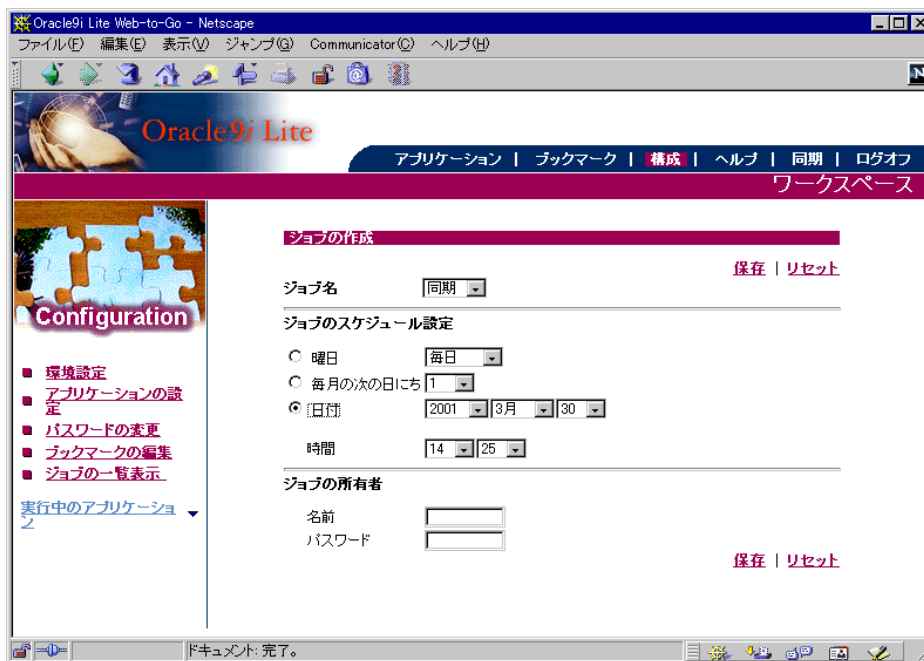 Oracle9i Lite Web-to-Go - Netscape
ファイル(F) 編集(E) 表示(V) ジャンプ(G) Communicator(C) ヘルプ(H)
N
Oracle9i Lite
アプリケーション | ブックマーク | 構成 | ヘルプ | 同期 | ログオフ
ワークスペース
Configuration
環境設定
アプリケーションの設
定
パスワードの変更
ブックマークの編集
ジョブの一覧表示
実行中のアプリケーショ
ン
ジョブの作成
保存 | リセット
ジョブ名 同期
ジョブのスケジュール設定
曜日 毎日
毎月の次の日にち 1
日付 2001 3月 30
時間 14 25
ジョブの所有者
名前
パスワード
保存 | リセット
ドキュメント: 完了。